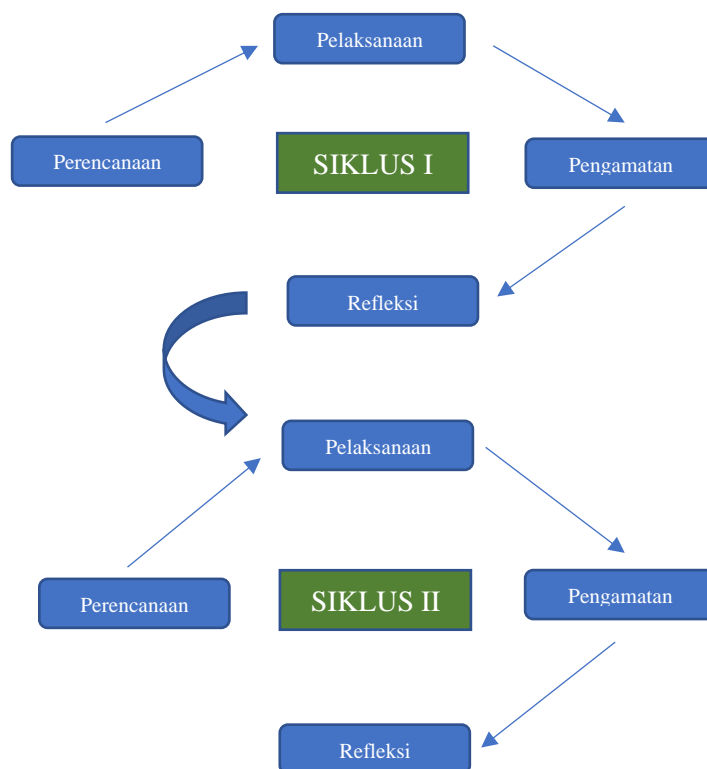 Pelaksanaan
Perencanaan
SIKLUS I
Pengamatan
Refleksi
Pelaksanaan
Perencanaan
SIKLUS II
Pengamatan
Refleksi